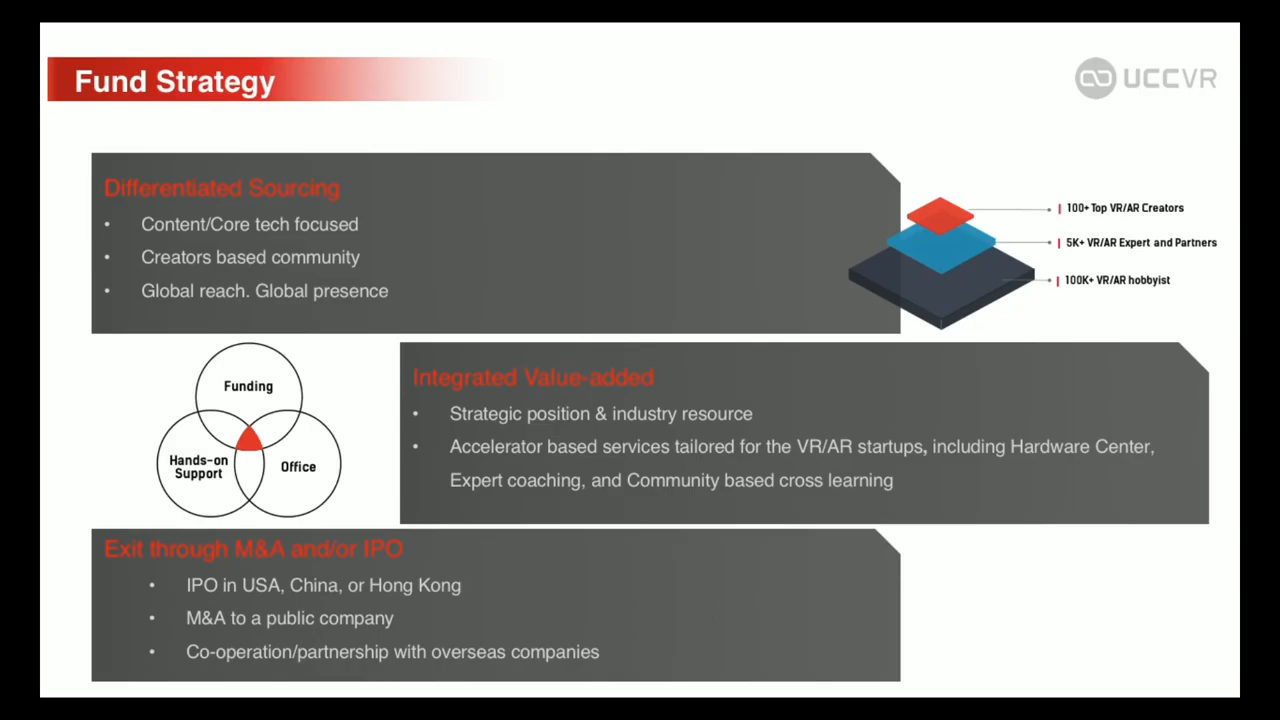 Fund Strategy
UCCVR
Differentiated Sourcing
• Content/Core tech focused
• Creators based community
• Global reach. Global presence
100+Top VR/AR Creators
5K+ VR/AR Expert and Partners
100K+ VR/AR hobbyist
Funding
Hands-on
Support
Office
Integrated Value-added
• Strategic position & industry resource
• Accelerator based services tailored for the VR/AR startups, including Hardware Center,
Expert coaching, and Community based cross learning
Exit through M&A and/or IPO
• IPO in USA, China, or Hong Kong
• M&A to a public company
• Co-operation/partnership with overseas companies